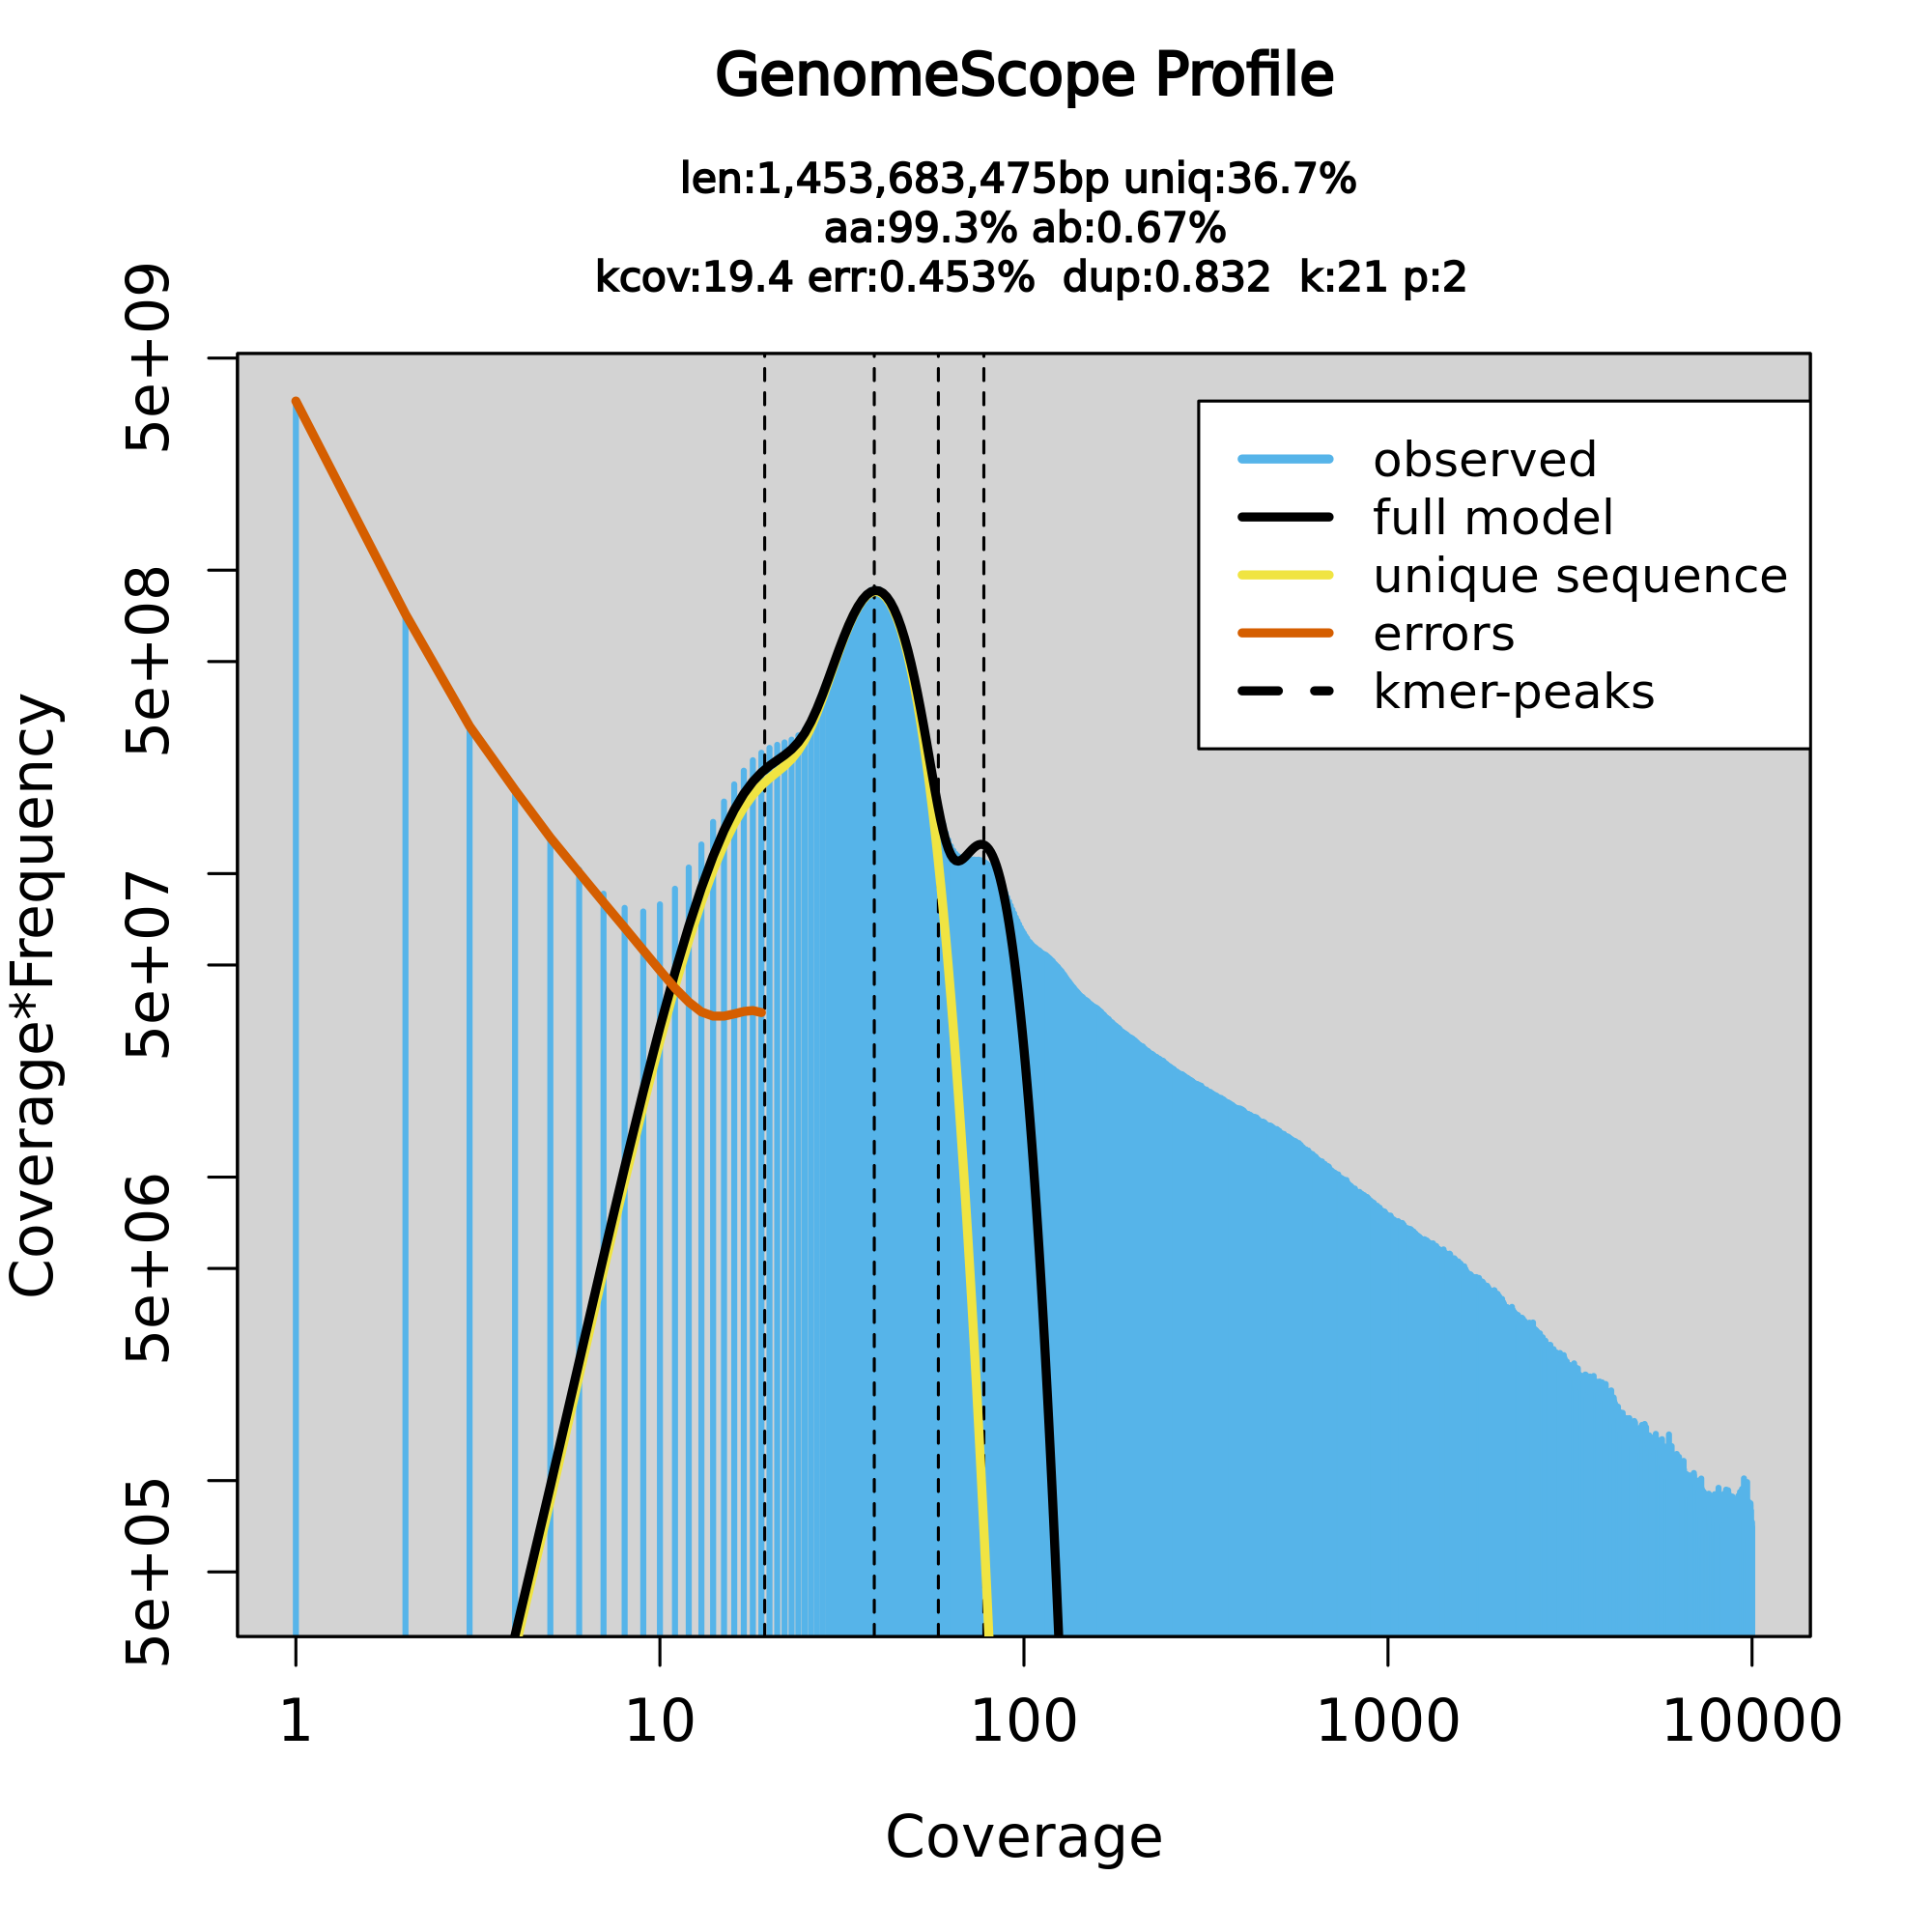 GenomeScope Profile
len:1,453,683,475bp uniq:36.7%
aa:99.3% ab:0.67%
kcov:19.4 err:0.453%  dup:0.832  k:21 p:2
5e+09
5e+08
5e+08
5e+07
5e+07
5e+06
5e+06
5e+05
5e+05
Coverage*Frequency
observed
full model
unique sequence
errors
kmer-peaks
1
10
100
1000
10000
Coverage